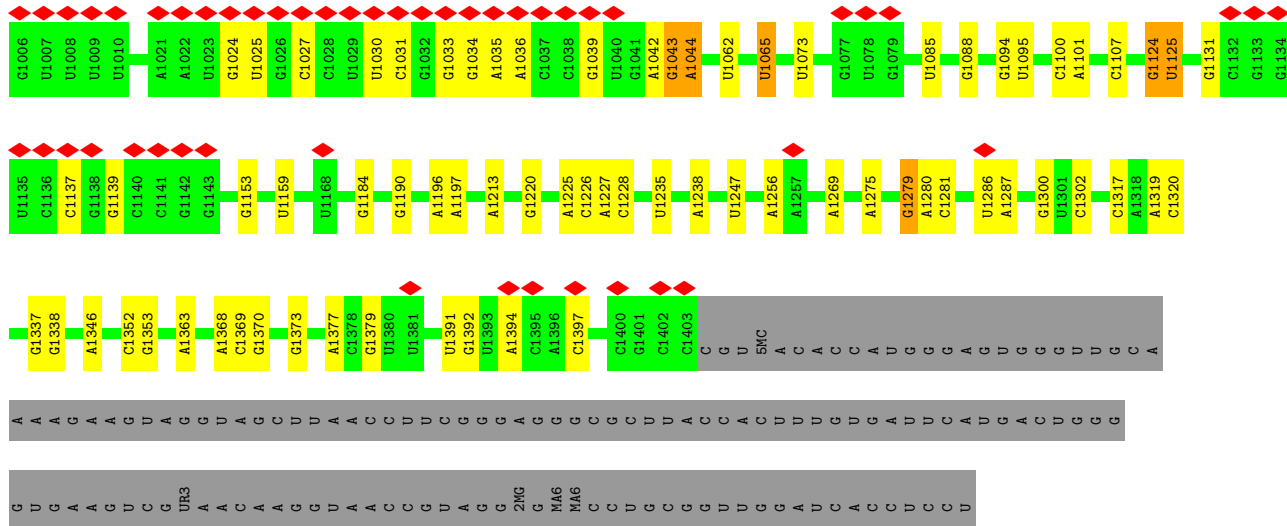 G1006 U1007 U1008 U1009 U1010 A1021 A1022 U1023 G1024 U1025 G1026 C1027 C1028 U1029 U1030 C1031 G1032 G1033 G1034 A1035 A1036 C1037 C1038 G1039 U1040 G1041 A1042 G1043 A1044 U1062 U1065 U1073 G1077 U1078 G1079 U1085 G1088 G1094 U1095 C1100 A1101 C1107 G1124 U1125 G1131 C1132 G1133 G1134
U1135 C1136 C1137 G1138 G1139 C1140 C1141 G1142 G1143 G1153 U1159 U1168 G1184 G1190 A1196 A1197 A1213 G1220 A1225 C1226 A1227 C1228 U1235 A1238 U1247 A1256 A1257 A1269 A1275 G1279 A1280 C1281 U1286 A1287 G1300 U1301 C1302 C1317 A1318 A1319 C1320
G1337 G1338 A1346 C1352 G1353 A1363 A1368 C1369 G1370 G1373 A1377 C1378 G1379 U1380 U1381 U1391 G1392 U1393 A1394 C1395 A1396 C1397 C1400 G1401 C1402 C1403 C G U 5MC A C A C C A U G G G A G U G G G U U G C A
A A A G A A G U A G G U A G C U U A A C C U U C G G G A G G G C G C U U A C C A C U U U G U G A U U C A U G A C U G G G
G U G A A G U C G UR3 A A C A A G G U A A C C G U A G G 2MG G MA6 MA6 C C U G C G G U U G G A U C A C C U C C U